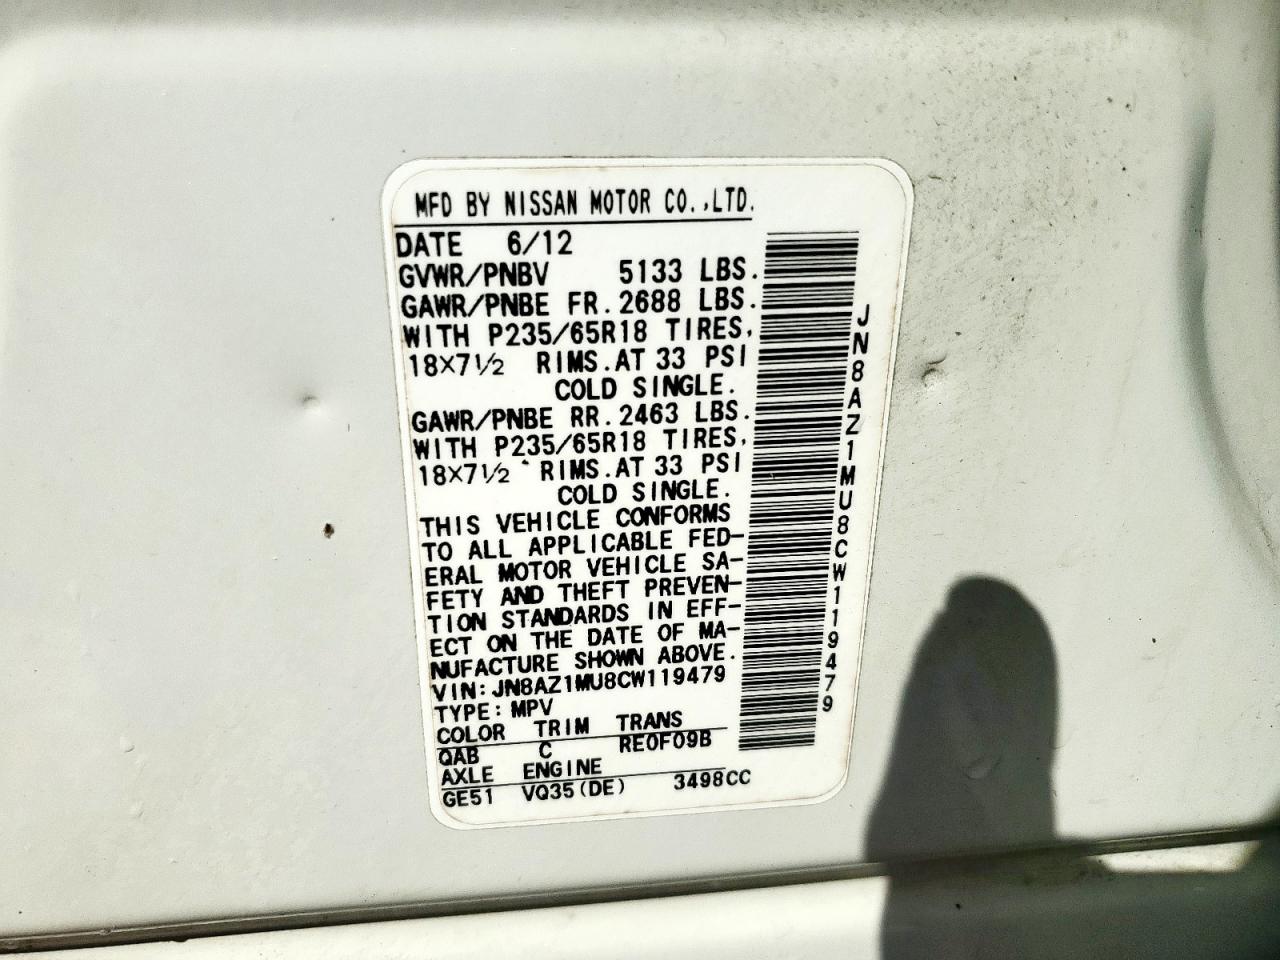 MFD BY NISSAN MOTOR CO.,LTD.
DATE 6/12
GVWR/PNBV 5133 LBS.
GAWR/PNBE FR. 2688 LBS.
WITH P235/65R18 TIRES,
18×7 1/2 RIMS. AT 33 PSI
COLD SINGLE.
GAWR/PNBE RR. 2463 LBS.
WITH P235/65R18 TIRES,
18×7 1/2 RIMS. AT 33 PSI
COLD SINGLE.
THIS VEHICLE CONFORMS
TO ALL APPLICABLE FED-
ERAL MOTOR VEHICLE SA-
FETY AND THEFT PREVEN-
TION STANDARDS IN EFF-
ECT ON THE DATE OF MA-
NUFACTURE SHOWN ABOVE.
VIN: JN8AZ1MU8CW119479
TYPE: MPV
COLOR TRIM TRANS
QAB C RE0F09B
AXLE ENGINE
GE51 VQ35(DE) 3498CC
JN8AZ1MU8CW119479